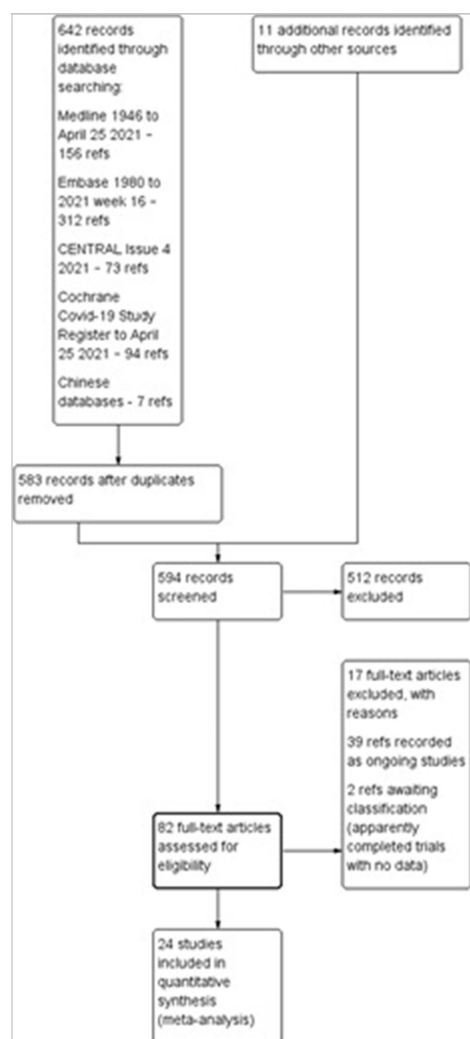 642 records
identified through
database
searching:
Medline 1946 to
April 25 2021 –
156 refs
Embase 1980 to
2021 week 16 –
312 refs
CENTRAL Issue 4
2021 – 73 refs
Cochrane
Covid-19 Study
Register to April
25 2021 – 94 refs
Chinese
databases - 7 refs
11 additional records identified
through other sources
583 records after duplicates
removed
594 records
screened
512 records
excluded
17 full-text articles
excluded, with
reasons
39 refs recorded
as ongoing studies
2 refs awaiting
classification
(apparently
completed trials
with no data)
82 full-text articles
assessed for
eligibility
24 studies
included in
quantitative
synthesis
(meta-analysis)